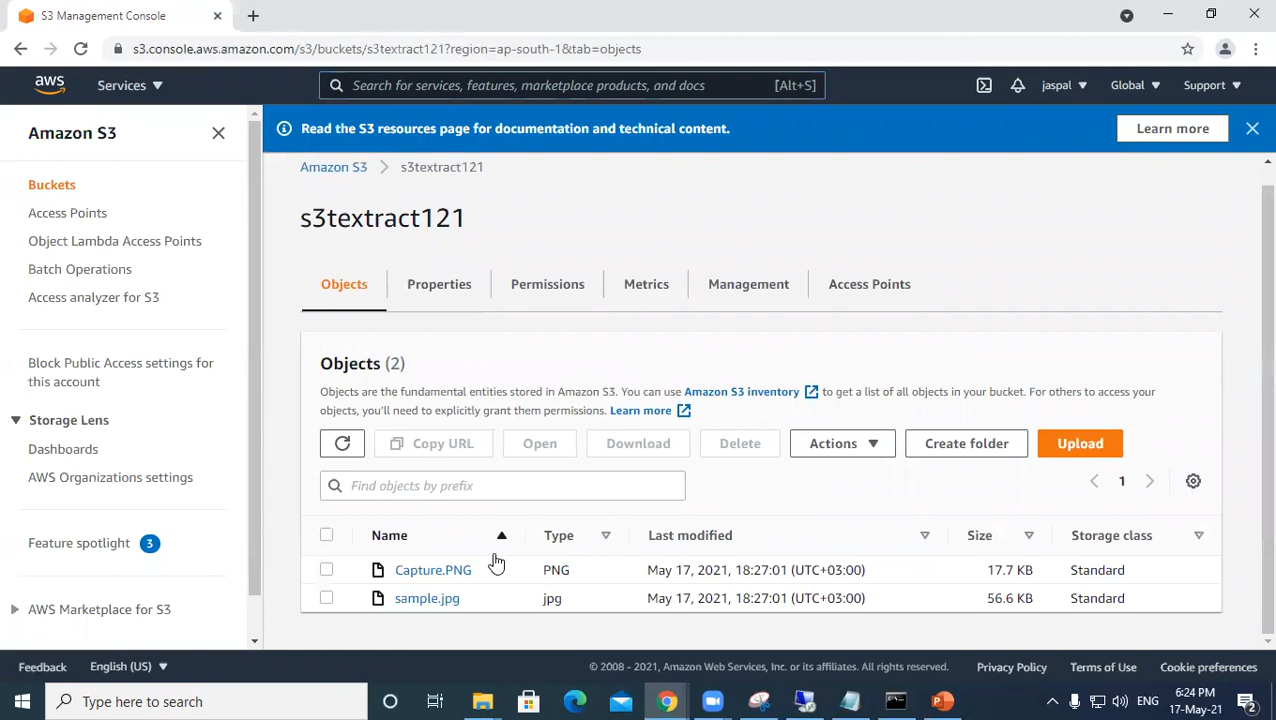 S3 Management Console
s3.console.aws.amazon.com/s3/buckets/s3textract121?region=ap-south-1&tab=objects
aws
Services
Search for services, features, marketplace products, and docs [Alt+S]
jaspal
Global
Support
Amazon S3
Read the S3 resources page for documentation and technical content.
Learn more
Buckets
Access Points
Object Lambda Access Points
Batch Operations
Access analyzer for S3
Block Public Access settings for
this account
Storage Lens
Dashboards
AWS Organizations settings
Feature spotlight 3
AWS Marketplace for S3
Amazon S3 s3textract121
s3textract121
Objects Properties Permissions Metrics Management Access Points
Objects (2)
Objects are the fundamental entities stored in Amazon S3. You can use Amazon S3 inventory to get a list of all objects in your bucket. For others to access your
objects, you'll need to explicitly grant them permissions. Learn more
Copy URL Open Download Delete Actions Create folder Upload
Find objects by prefix
1
Name Type Last modified Size Storage class
Capture.PNG PNG May 17, 2021, 18:27:01 (UTC+03:00) 17.7 KB Standard
sample.jpg jpg May 17, 2021, 18:27:01 (UTC+03:00) 56.6 KB Standard
Feedback English (US) © 2008 - 2021, Amazon Web Services, Inc. or its affiliates. All rights reserved. Privacy Policy Terms of Use Cookie preferences
Type here to search
ENG
6:24 PM
17-May-21
2